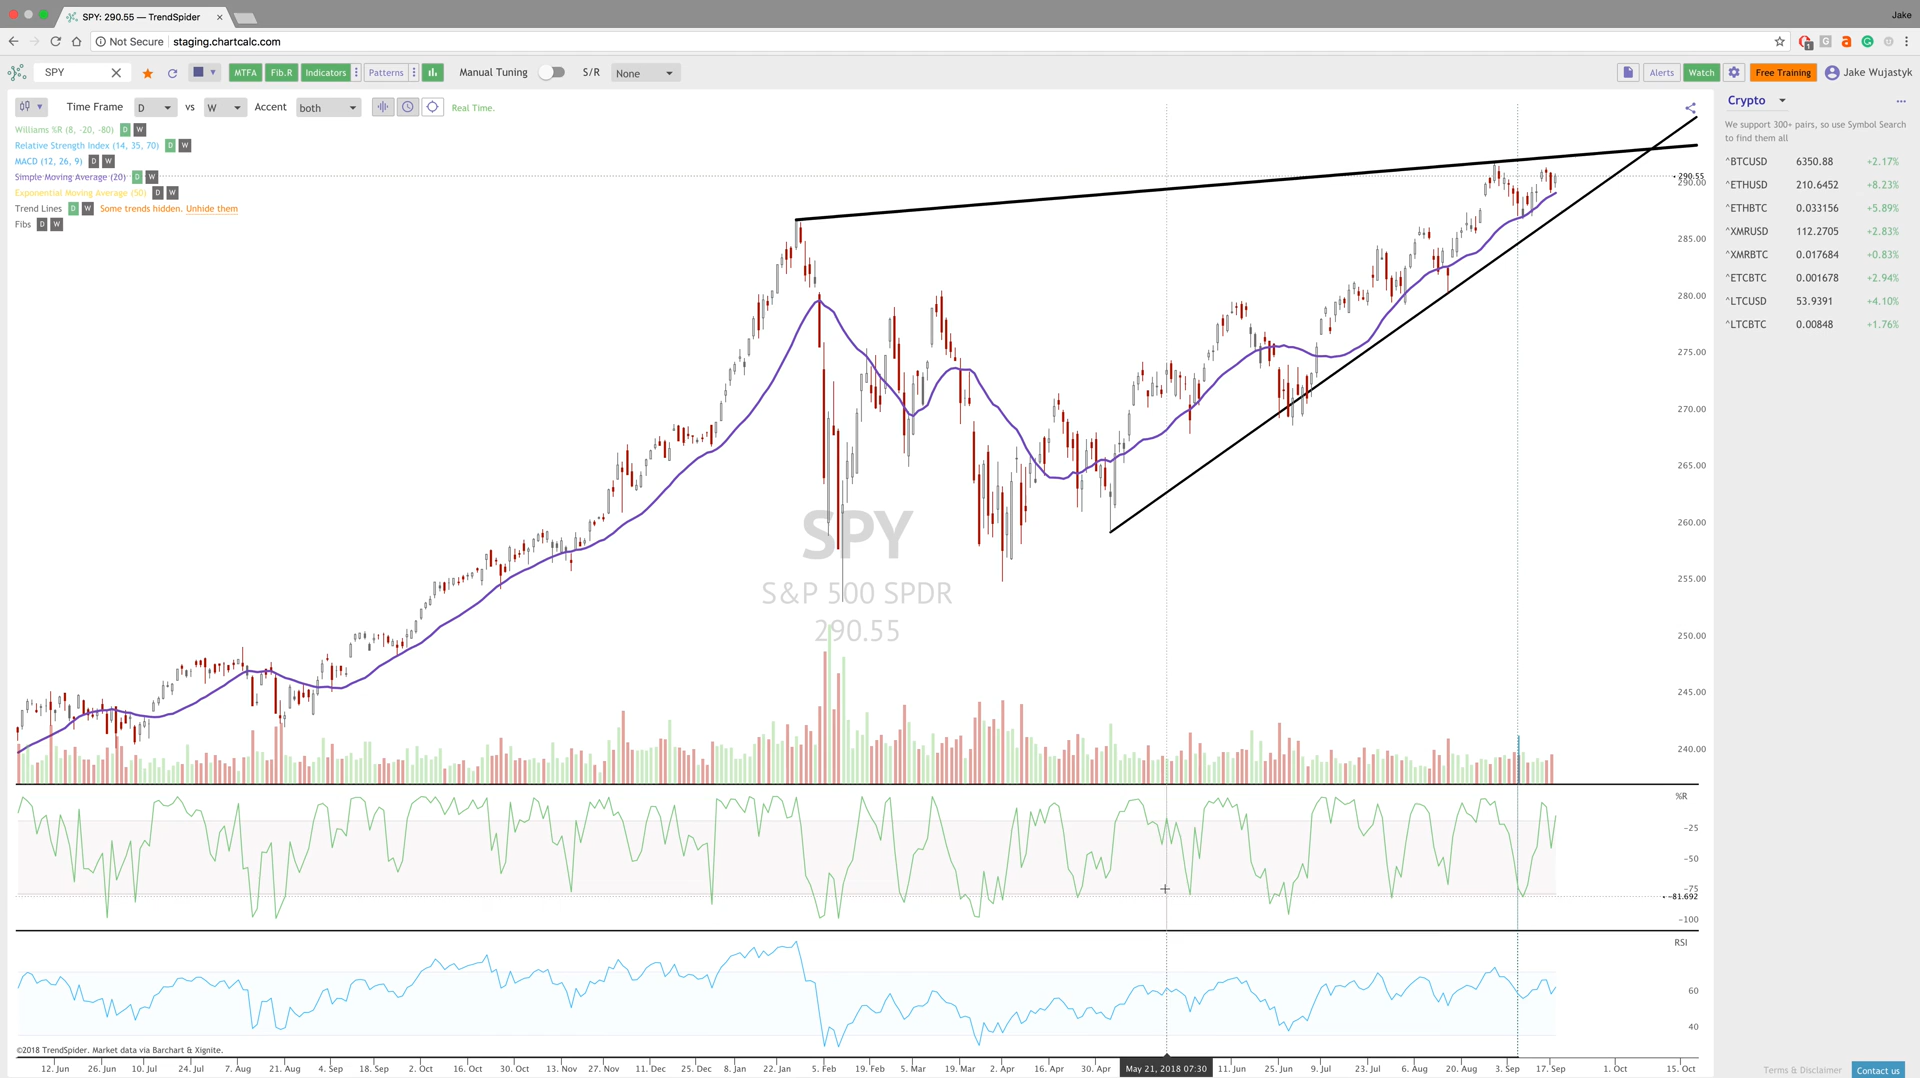 SPY: 290.55 — TrendSpider
Jake
Not Secure staging.chartcalc.com
SPY MTFA Fib.R Indicators Patterns Manual Tuning S/R None Alerts Watch Free Training Jake Wujastyk
Time Frame D vs W Accent both Real Time.
Williams %R (8, -20, -80) D W
Relative Strength Index (14, 35, 70) D W
MACD (12, 26, 9) D W
Simple Moving Average (20) D W
Exponential Moving Average (50) D W
Trend Lines D W Some trends hidden. Unhide them
Fibs D W
Crypto
We support 300+ pairs, so use Symbol Search
to find them all
^BTCUSD 6350.88 +2.17%
^ETHUSD 210.6452 +8.23%
^ETHBTC 0.033156 +5.89%
^XMRUSD 112.2705 +2.83%
^XMRBTC 0.017684 +0.83%
^ETCBTC 0.001678 +2.94%
^LTCUSD 53.9391 +4.10%
^LTCBTC 0.00848 +1.76%
290.55
290.00
285.00
280.00
275.00
270.00
265.00
260.00
255.00
250.00
245.00
240.00
SPY
S&P 500 SPDR
290.55
%R
-25
-50
-75
-81.692
-100
RSI
60
40
©2018 TrendSpider. Market data via Barchart & Xignite.
12. Jun 26. Jun 10. Jul 24. Jul 7. Aug 21. Aug 4. Sep 18. Sep 2. Oct 16. Oct 30. Oct 13. Nov 27. Nov 11. Dec 25. Dec 8. Jan 22. Jan 5. Feb 19. Feb 5. Mar 19. Mar 2. Apr 16. Apr 30. Apr May 21, 2018 07:30 11. Jun 25. Jun 9. Jul 23. Jul 6. Aug 20. Aug 3. Sep 17. Sep 1. Oct 15. Oct
Terms & Disclaimer Contact us